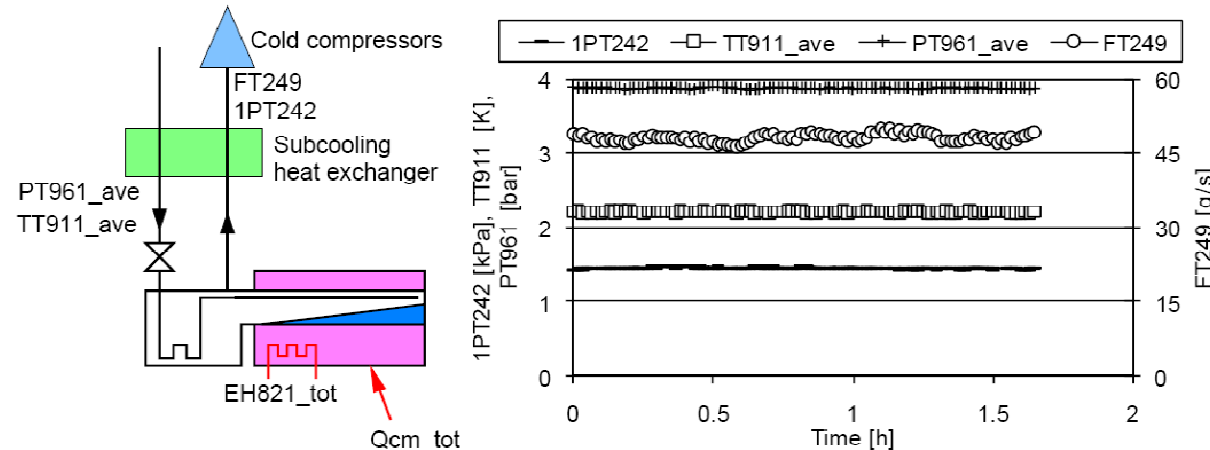 Cold compressors
FT249
1PT242
Subcooling
heat exchanger
PT961_ave
TT911_ave
EH821_tot
Qcm_tot
1PT242 TT911_ave PT961_ave FT249
1PT242 [kPa], TT911 [K],
PT961 [bar]
4
3
2
1
0
60
45
30
15
0
FT249 [g/s]
0 0.5 1 1.5 2
Time [h]